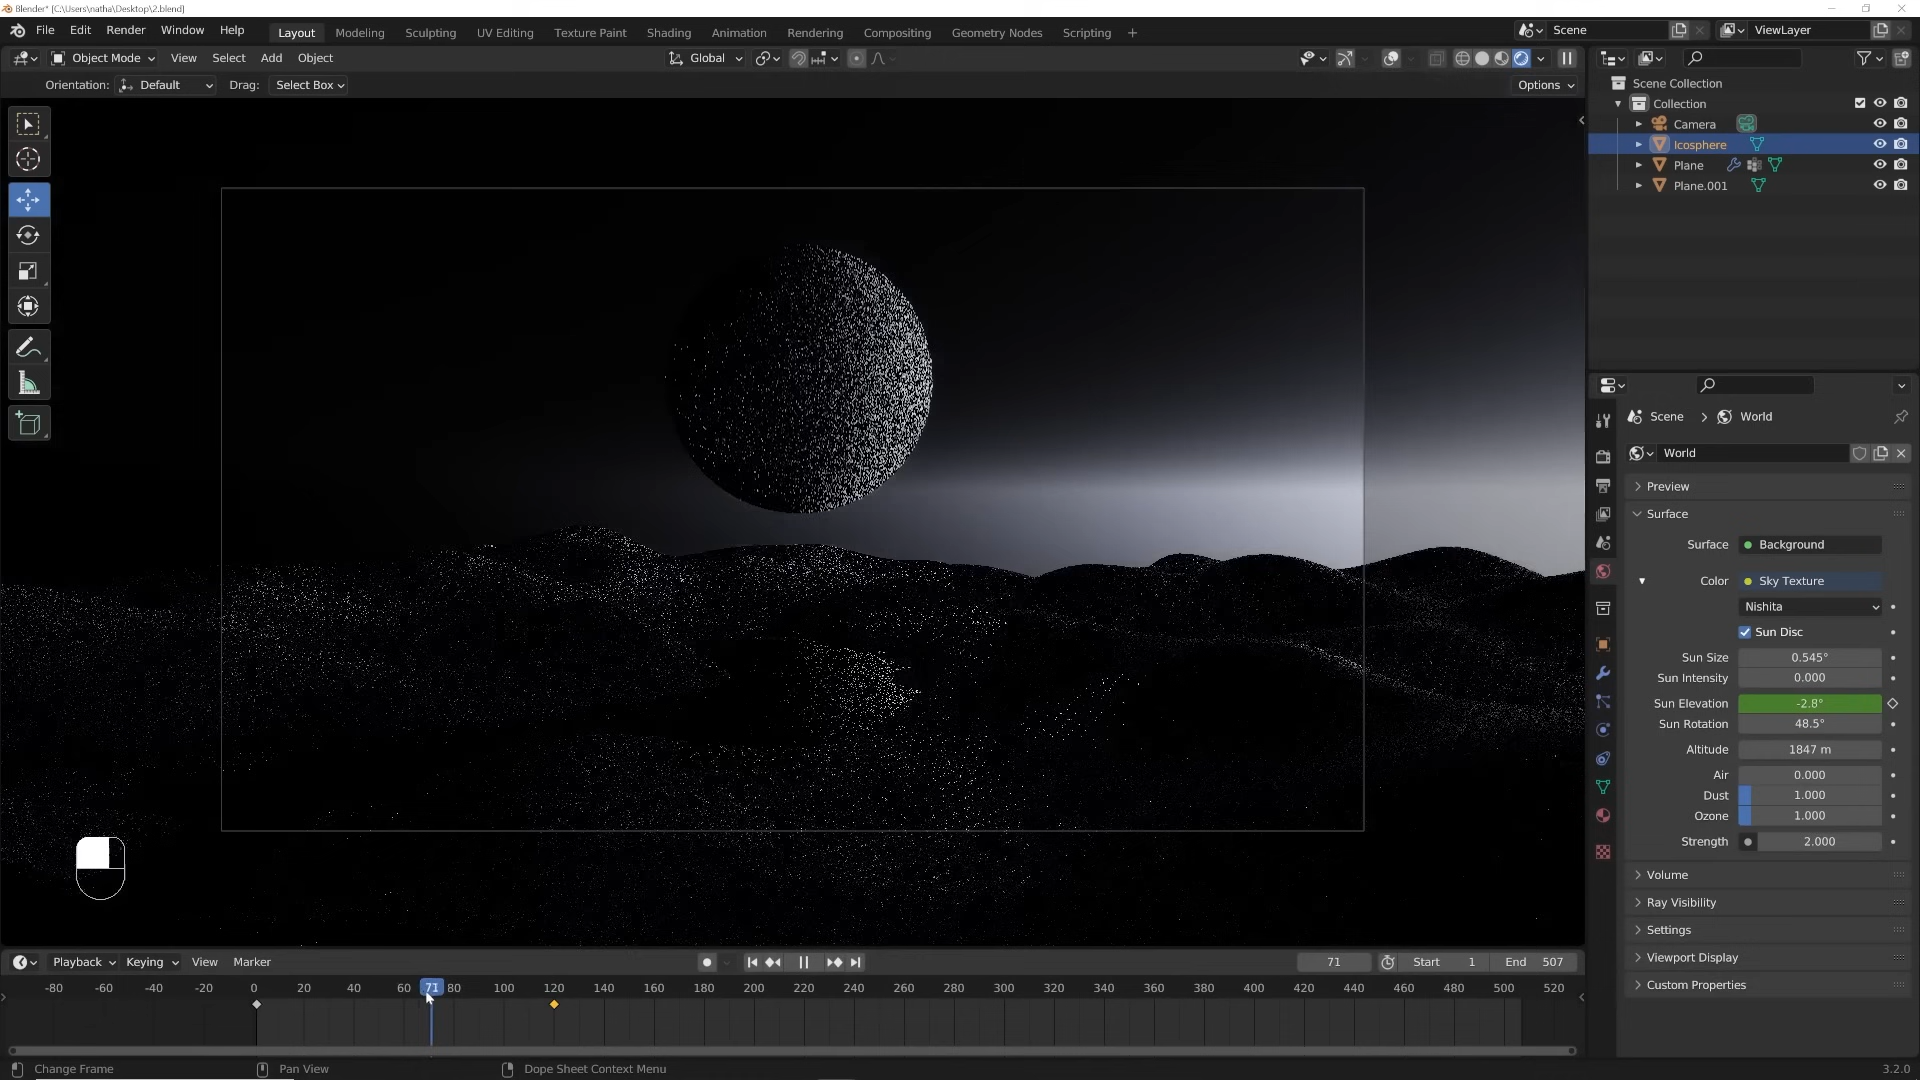 Blender* [C:\Users\natha\Desktop\2.blend]
File Edit Render Window Help Layout Modeling Sculpting UV Editing Texture Paint Shading Animation Rendering Compositing Geometry Nodes Scripting + Scene ViewLayer
Object Mode View Select Add Object Global
Orientation: Default Drag: Select Box Options
Scene Collection
Collection
Camera
Icosphere
Plane
Plane.001
Scene > World
World
Preview
Surface
Surface Background
Color Sky Texture
Nishita
Sun Disc
Sun Size 0.545°
Sun Intensity 0.000
Sun Elevation -2.8°
Sun Rotation 48.5°
Altitude 1847 m
Air 0.000
Dust 1.000
Ozone 1.000
Strength 2.000
Volume
Ray Visibility
Settings
Viewport Display
Custom Properties
Playback Keying View Marker 71 Start 1 End 507
-80 -60 -40 -20 0 20 40 60 71 80 100 120 140 160 180 200 220 240 260 280 300 320 340 360 380 400 420 440 460 480 500 520
Change Frame Pan View Dope Sheet Context Menu 3.2.0